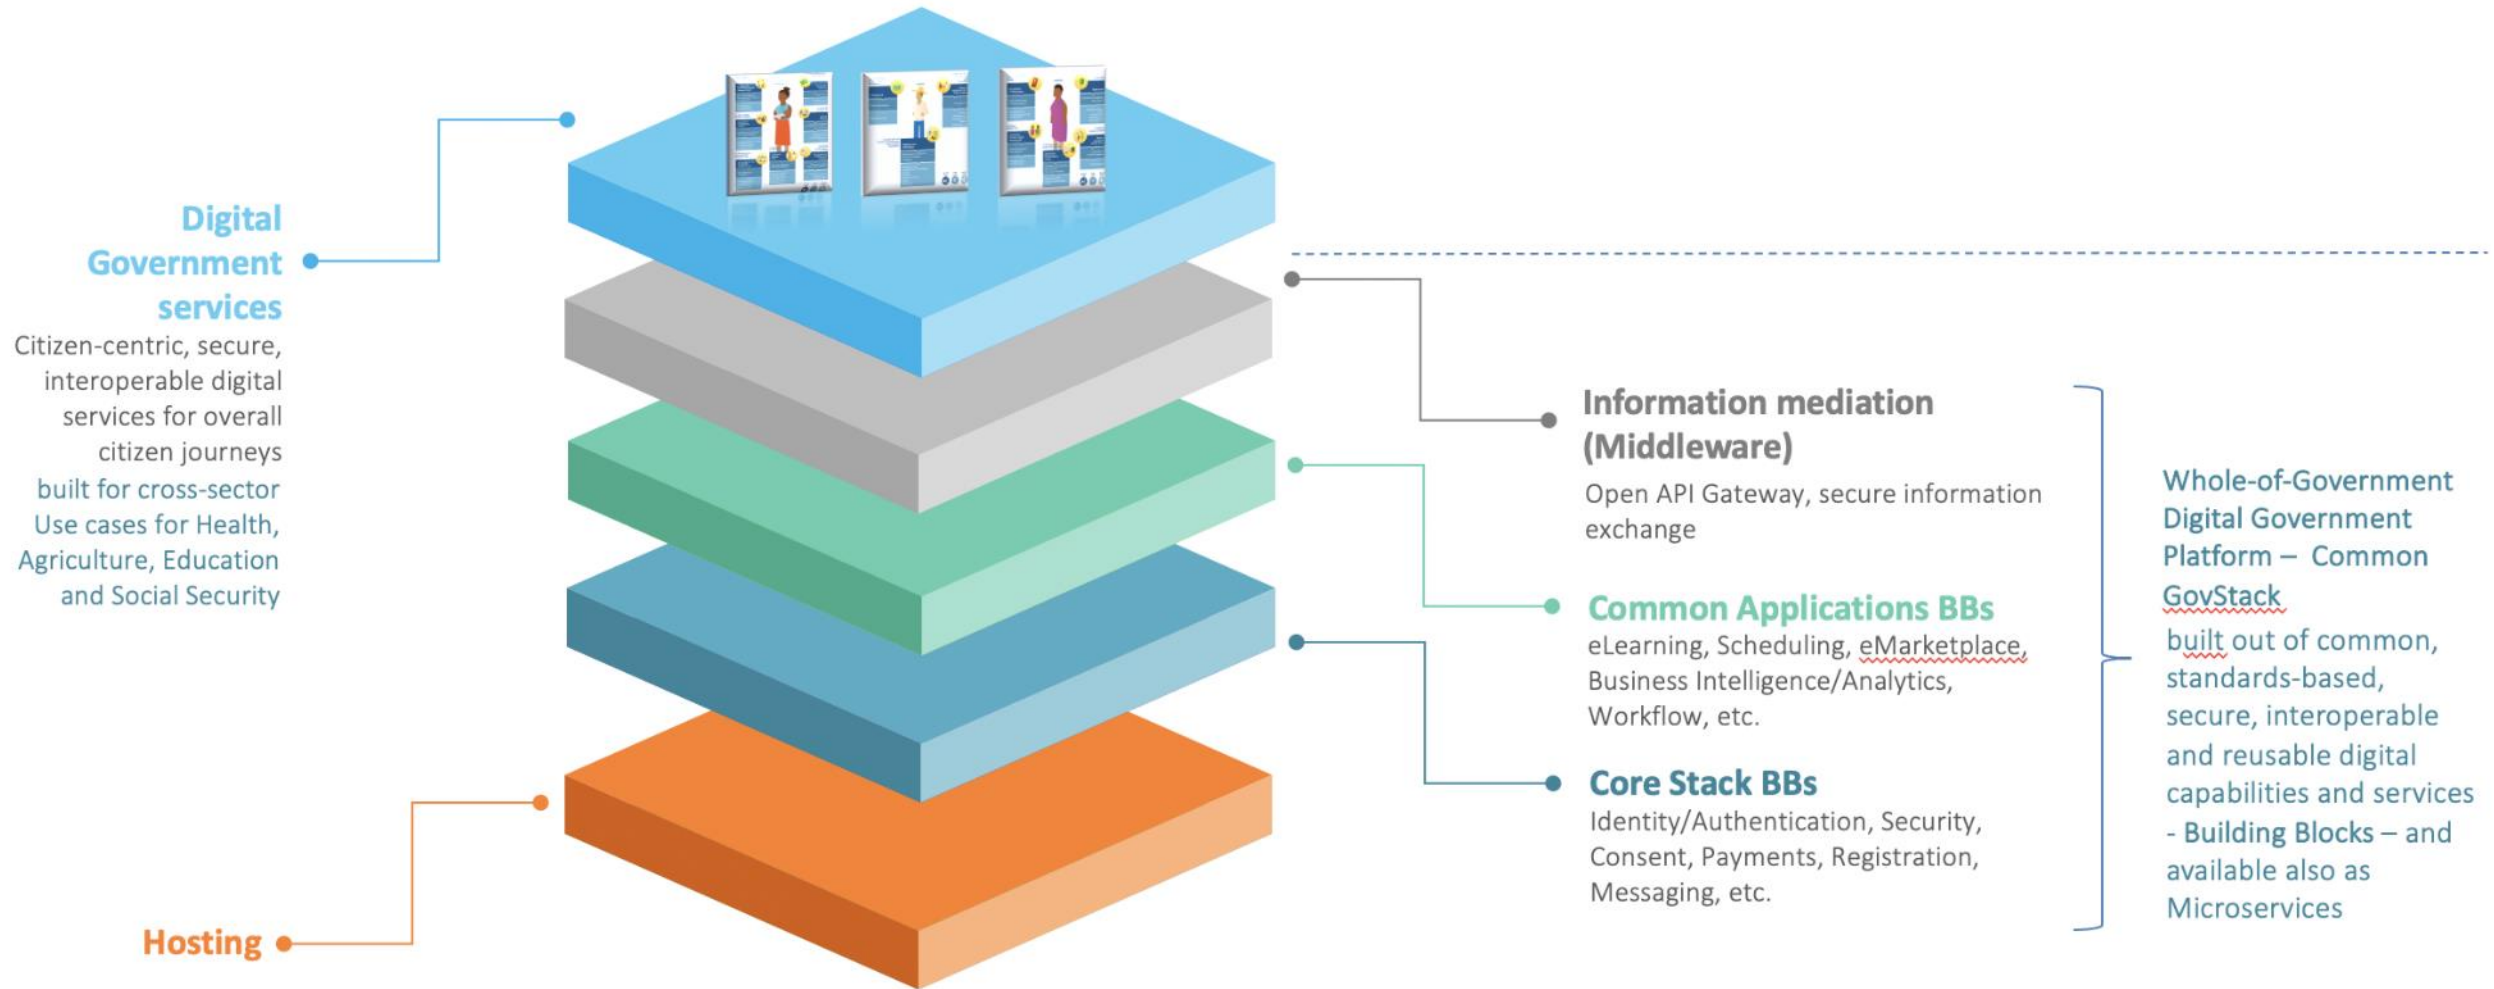 Digital
Government
services
Citizen-centric, secure,
interoperable digital
services for overall
citizen journeys
built for cross-sector
Use cases for Health,
Agriculture, Education
and Social Security
Hosting
Information mediation
(Middleware)
Open API Gateway, secure information
exchange
Common Applications BBs
eLearning, Scheduling, eMarketplace,
Business Intelligence/Analytics,
Workflow, etc.
Core Stack BBs
Identity/Authentication, Security,
Consent, Payments, Registration,
Messaging, etc.
Whole-of-Government
Digital Government
Platform – Common
GovStack
built out of common,
standards-based,
secure, interoperable
and reusable digital
capabilities and services
- Building Blocks – and
available also as
Microservices